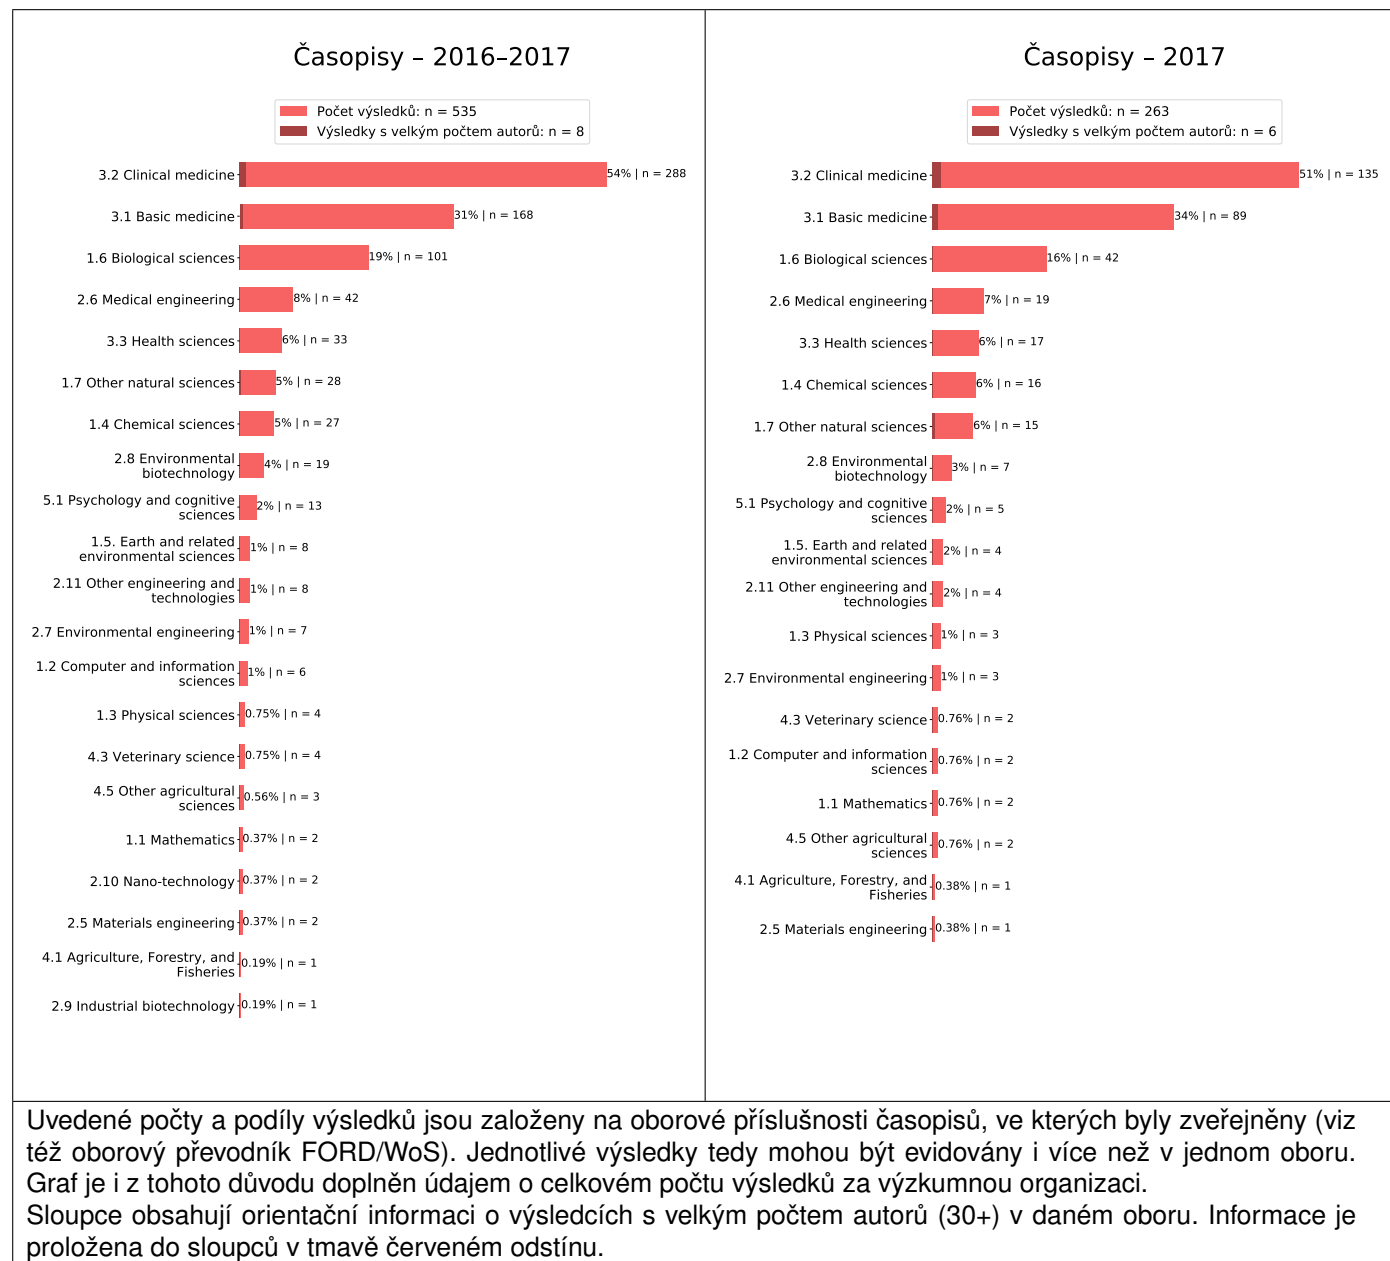 Časopisy – 2016–2017
Počet výsledků: n = 535
Výsledky s velkým počtem autorů: n = 8
3.2 Clinical medicine
54% | n = 288
3.1 Basic medicine
31% | n = 168
1.6 Biological sciences
19% | n = 101
2.6 Medical engineering
8% | n = 42
3.3 Health sciences
6% | n = 33
1.7 Other natural sciences
5% | n = 28
1.4 Chemical sciences
5% | n = 27
2.8 Environmental
biotechnology
4% | n = 19
5.1 Psychology and cognitive
sciences
2% | n = 13
1.5. Earth and related
environmental sciences
1% | n = 8
2.11 Other engineering and
technologies
1% | n = 8
2.7 Environmental engineering
1% | n = 7
1.2 Computer and information
sciences
1% | n = 6
1.3 Physical sciences
0.75% | n = 4
4.3 Veterinary science
0.75% | n = 4
4.5 Other agricultural
sciences
0.56% | n = 3
1.1 Mathematics
0.37% | n = 2
2.10 Nano-technology
0.37% | n = 2
2.5 Materials engineering
0.37% | n = 2
4.1 Agriculture, Forestry, and
Fisheries
0.19% | n = 1
2.9 Industrial biotechnology
0.19% | n = 1
Časopisy – 2017
Počet výsledků: n = 263
Výsledky s velkým počtem autorů: n = 6
3.2 Clinical medicine
51% | n = 135
3.1 Basic medicine
34% | n = 89
1.6 Biological sciences
16% | n = 42
2.6 Medical engineering
7% | n = 19
3.3 Health sciences
6% | n = 17
1.4 Chemical sciences
6% | n = 16
1.7 Other natural sciences
6% | n = 15
2.8 Environmental
biotechnology
3% | n = 7
5.1 Psychology and cognitive
sciences
2% | n = 5
1.5. Earth and related
environmental sciences
2% | n = 4
2.11 Other engineering and
technologies
2% | n = 4
1.3 Physical sciences
1% | n = 3
2.7 Environmental engineering
1% | n = 3
4.3 Veterinary science
0.76% | n = 2
1.2 Computer and information
sciences
0.76% | n = 2
1.1 Mathematics
0.76% | n = 2
4.5 Other agricultural
sciences
0.76% | n = 2
4.1 Agriculture, Forestry, and
Fisheries
0.38% | n = 1
2.5 Materials engineering
0.38% | n = 1
Uvedené počty a podíly výsledků jsou založeny na oborové příslušnosti časopisů, ve kterých byly zveřejněny (viz
též oborový převodník FORD/WoS). Jednotlivé výsledky tedy mohou být evidovány i více než v jednom oboru.
Graf je i z tohoto důvodu doplněn údajem o celkovém počtu výsledků za výzkumnou organizaci.
Sloupce obsahují orientační informaci o výsledcích s velkým počtem autorů (30+) v daném oboru. Informace je
proložena do sloupců v tmavě červeném odstínu.